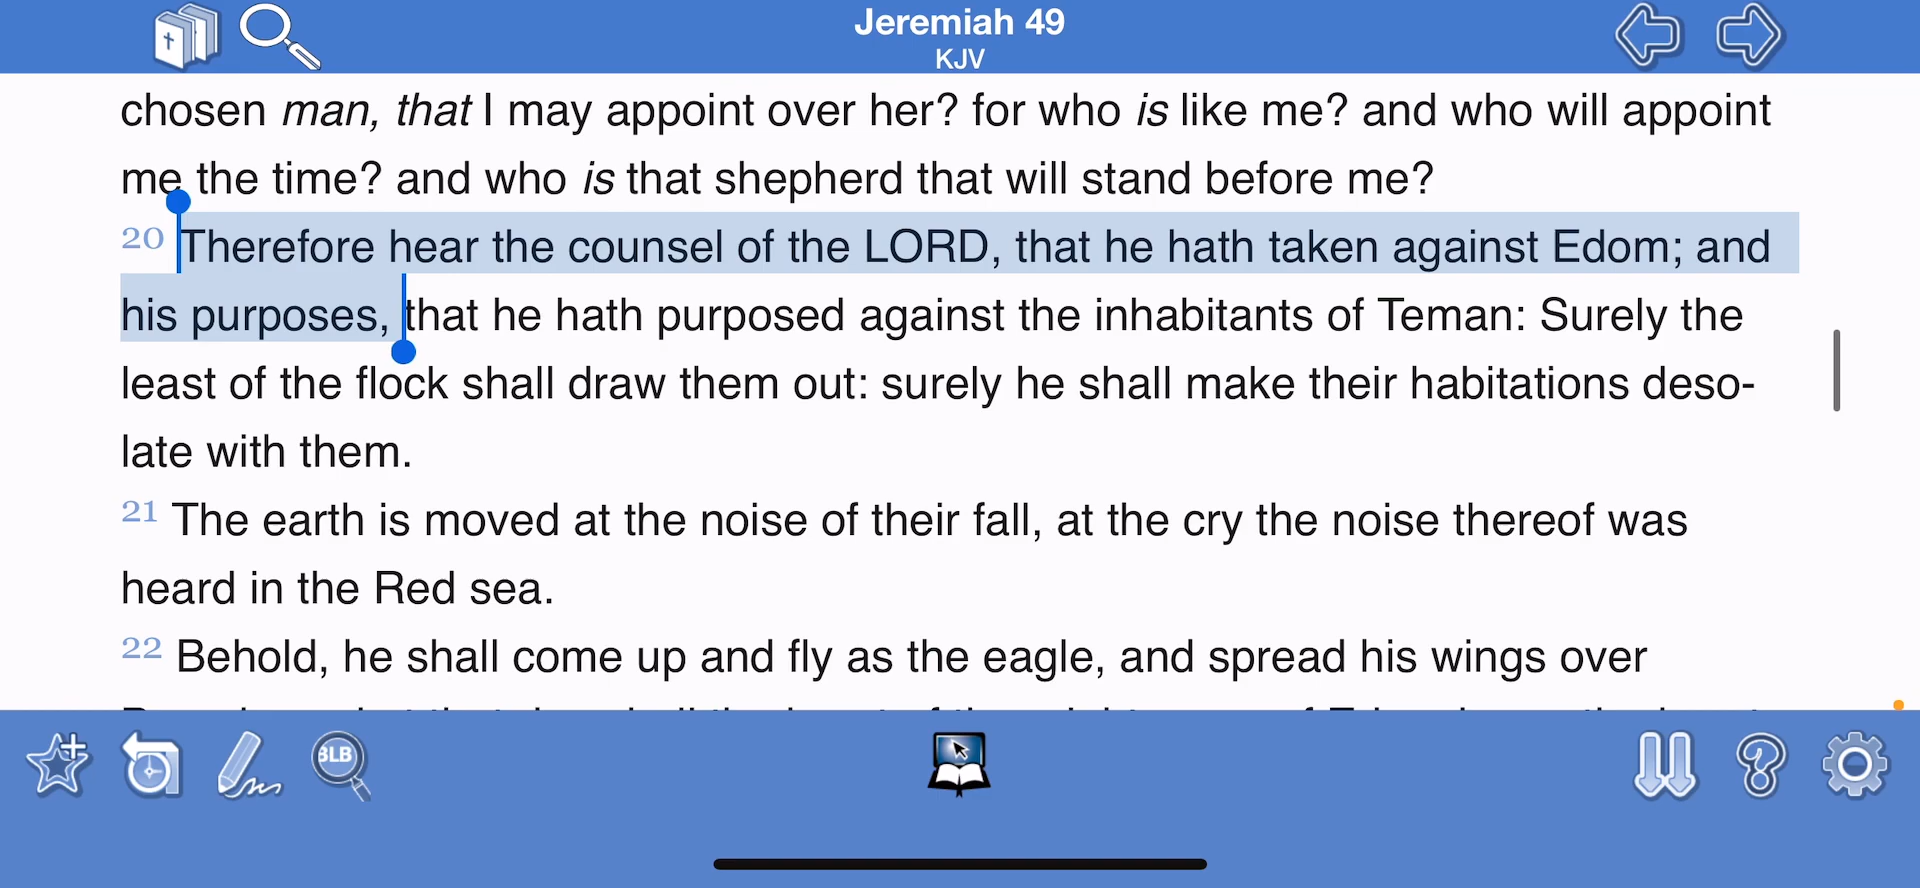 Jeremiah 49
KJV
chosen man, that I may appoint over her? for who is like me? and who will appoint
me the time? and who is that shepherd that will stand before me?
20 Therefore hear the counsel of the LORD, that he hath taken against Edom; and
his purposes, that he hath purposed against the inhabitants of Teman: Surely the
least of the flock shall draw them out: surely he shall make their habitations deso-
late with them.
21 The earth is moved at the noise of their fall, at the cry the noise thereof was
heard in the Red sea.
22 Behold, he shall come up and fly as the eagle, and spread his wings over
BLB